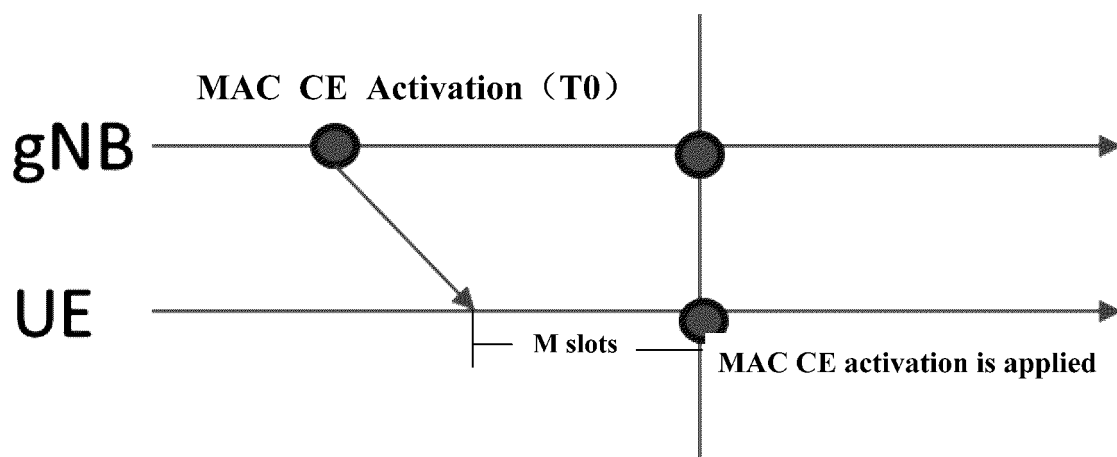 MAC CE Activation（T0）
gNB
UE
M slots
MAC CE activation is applied